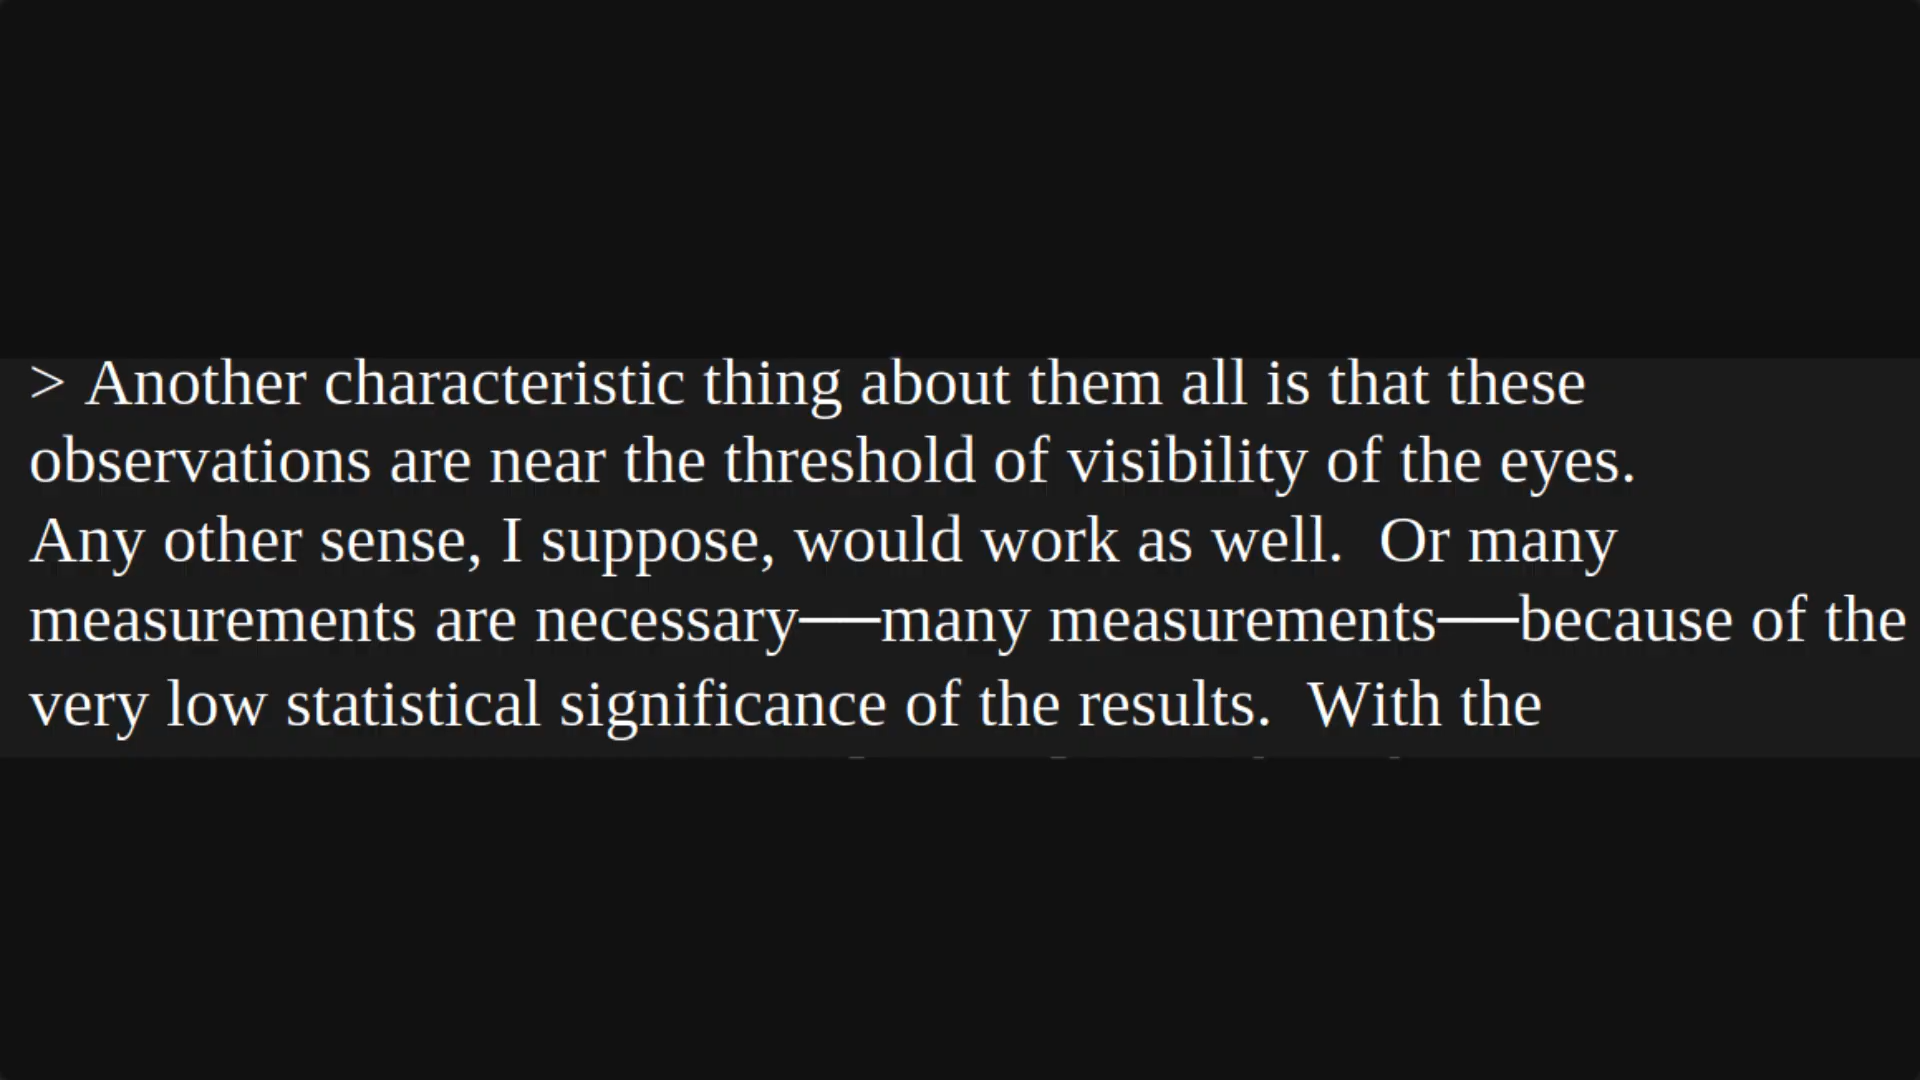 > Another characteristic thing about them all is that these
observations are near the threshold of visibility of the eyes.
Any other sense, I suppose, would work as well.  Or many
measurements are necessary—many measurements—because of the
very low statistical significance of the results.  With the